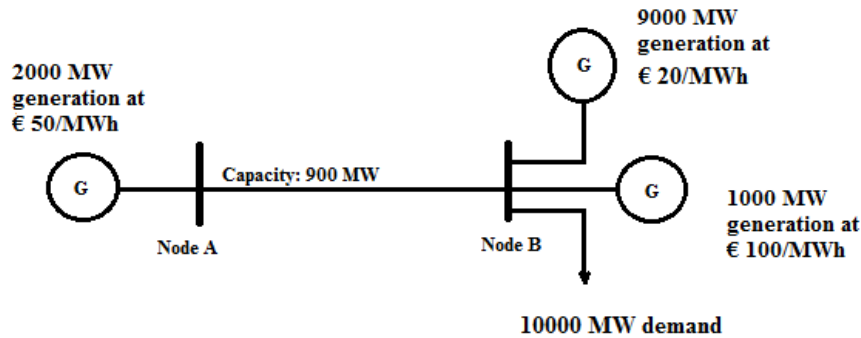 2000 MW
generation at
€ 50/MWh
G
Node A
Capacity: 900 MW
Node B
G
9000 MW
generation at
€ 20/MWh
G
1000 MW
generation at
€ 100/MWh
10000 MW demand